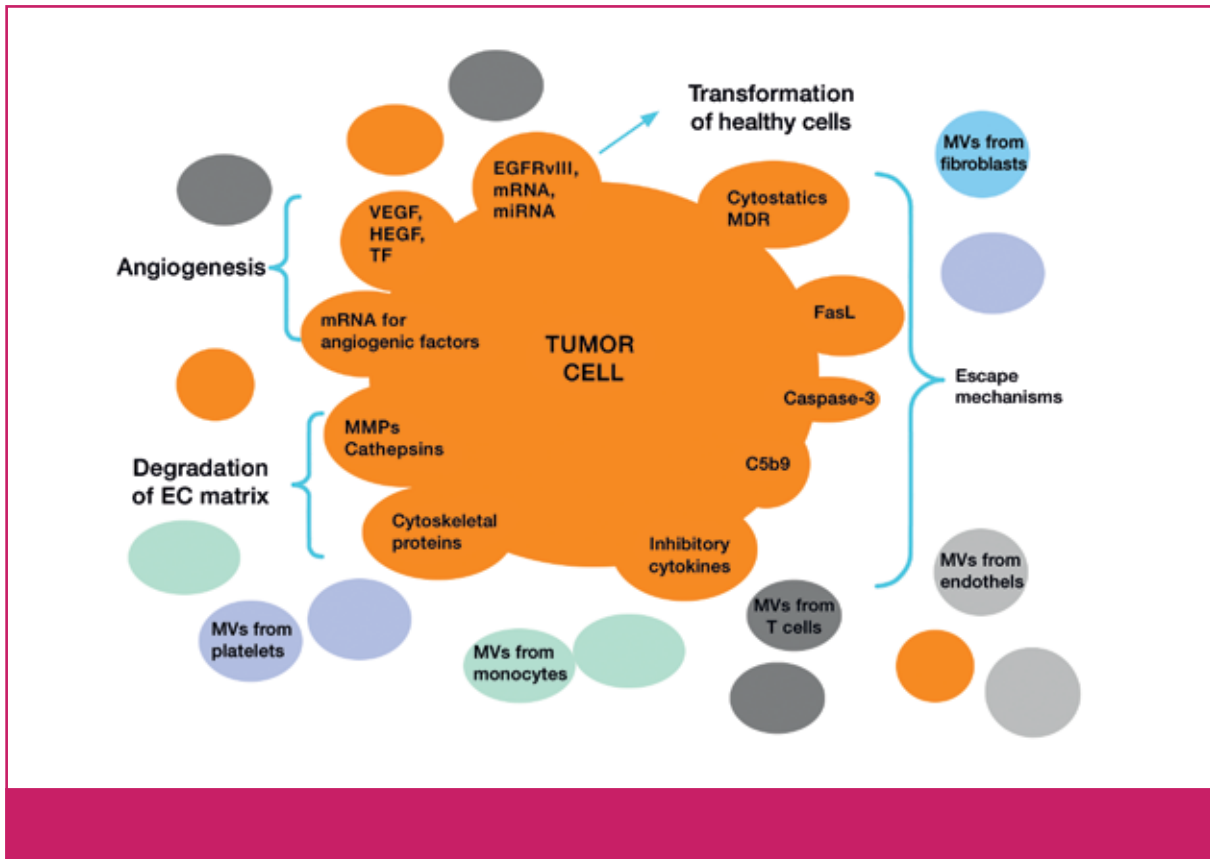 Transformation
of healthy cells
EGFRvIII,
mRNA,
miRNA
VEGF,
HEGF,
TF
Angiogenesis
mRNA for
angiogenic factors
TUMOR
CELL
MMPs
Cathepsins
Degradation
of EC matrix
Cytoskeletal
proteins
Inhibitory
cytokines
Cytostatics
MDR
FasL
Caspase-3
C5b9
Escape
mechanisms
MVs from
fibroblasts
MVs from
endothels
MVs from
T cells
MVs from
monocytes
MVs from
platelets